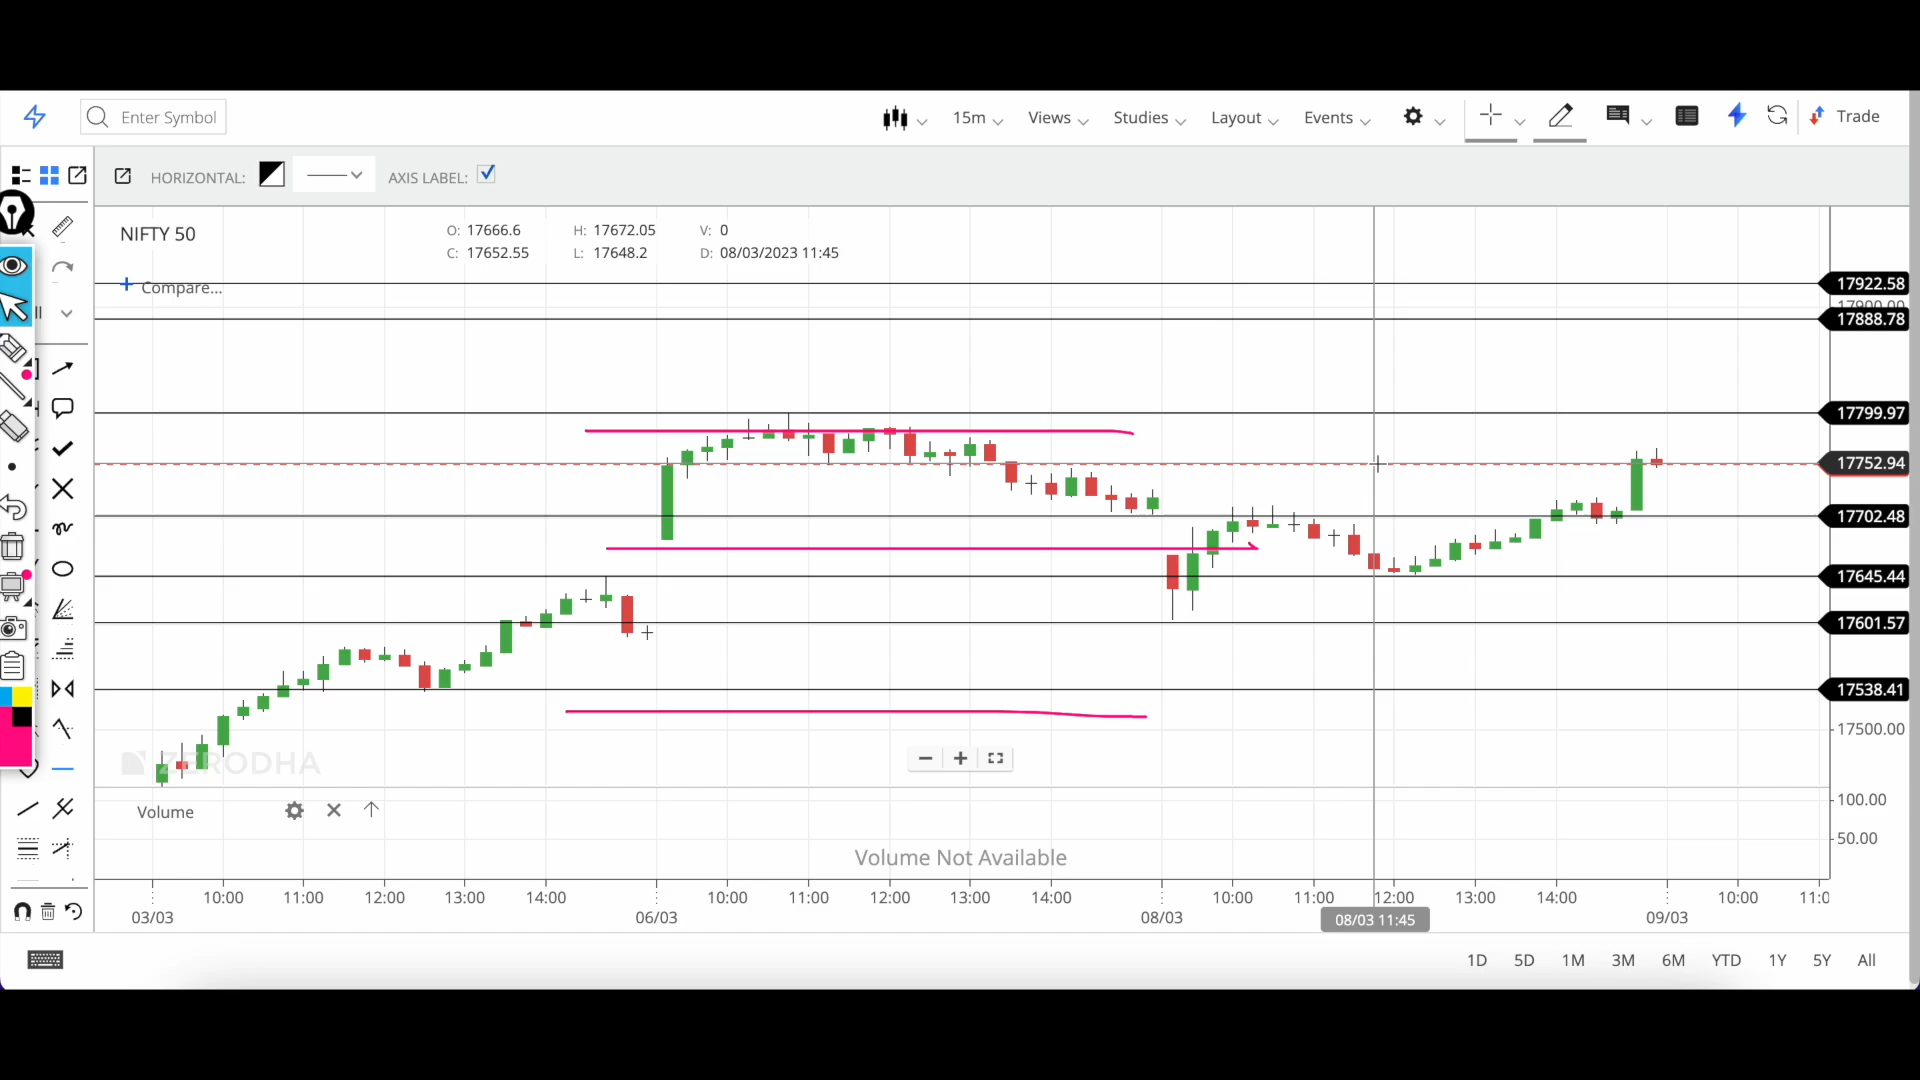 Enter Symbol
15m
Views
Studies
Layout
Events
Trade
HORIZONTAL:
AXIS LABEL:
NIFTY 50
O: 17666.6 H: 17672.05 V: 0
C: 17652.55 L: 17648.2 D: 08/03/2023 11:45
+ Compare...
17922.58
17900.00
17888.78
17799.97
17752.94
17702.48
17645.44
17601.57
17538.41
17500.00
ZERODHA
Volume
100.00
50.00
Volume Not Available
10:00 11:00 12:00 13:00 14:00 10:00 11:00 12:00 13:00 14:00 10:00 11:00 12:00 13:00 14:00 10:00 11:0
03/03 06/03 08/03 08/03 11:45 09/03
1D 5D 1M 3M 6M YTD 1Y 5Y All